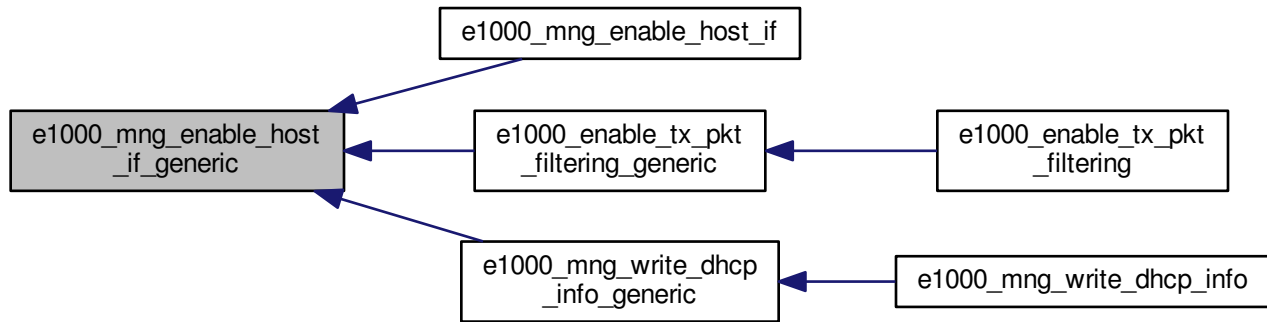 e1000_mng_enable_host_if
e1000_mng_enable_host
_if_generic
e1000_enable_tx_pkt
_filtering_generic
e1000_enable_tx_pkt
_filtering
e1000_mng_write_dhcp
_info_generic
e1000_mng_write_dhcp_info